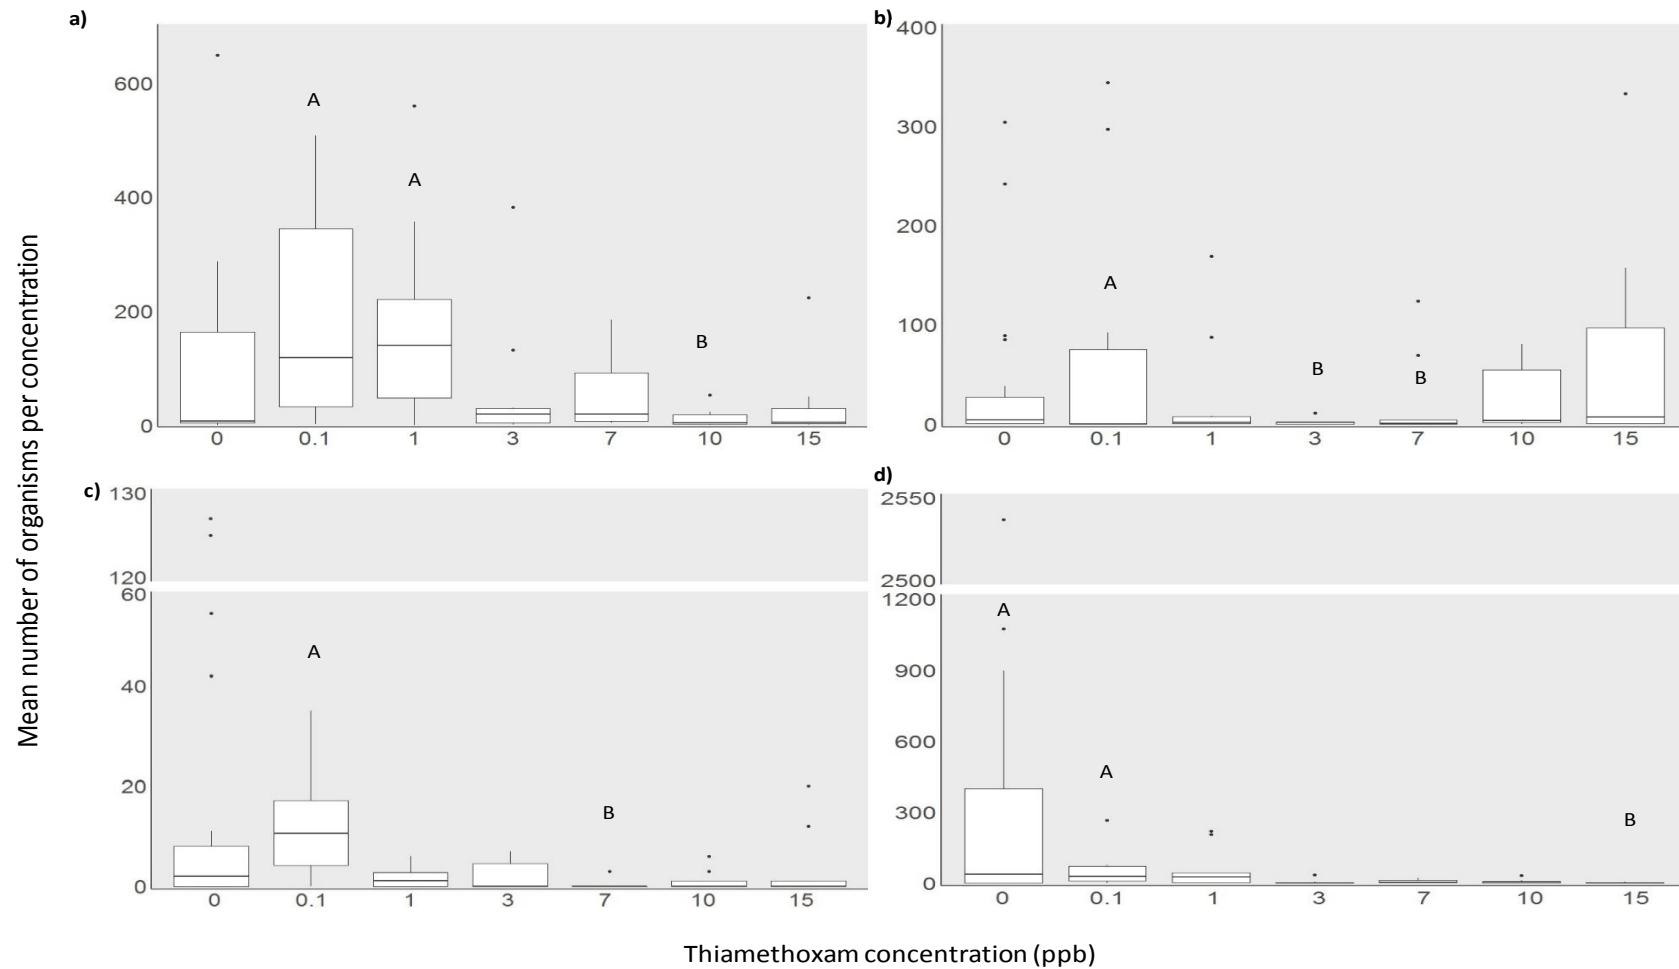 a)
600
400
200
0
A
A
B
0 0.1 1 3 7 10 15
b)
400
300
200
100
0
A
B
B
0 0.1 1 3 7 10 15
c)
130
120
60
40
20
0
A
B
0 0.1 1 3 7 10 15
d)
2550
2500
1200
900
600
300
0
A
A
B
0 0.1 1 3 7 10 15
Mean number of organisms per concentration
Thiamethoxam concentration (ppb)